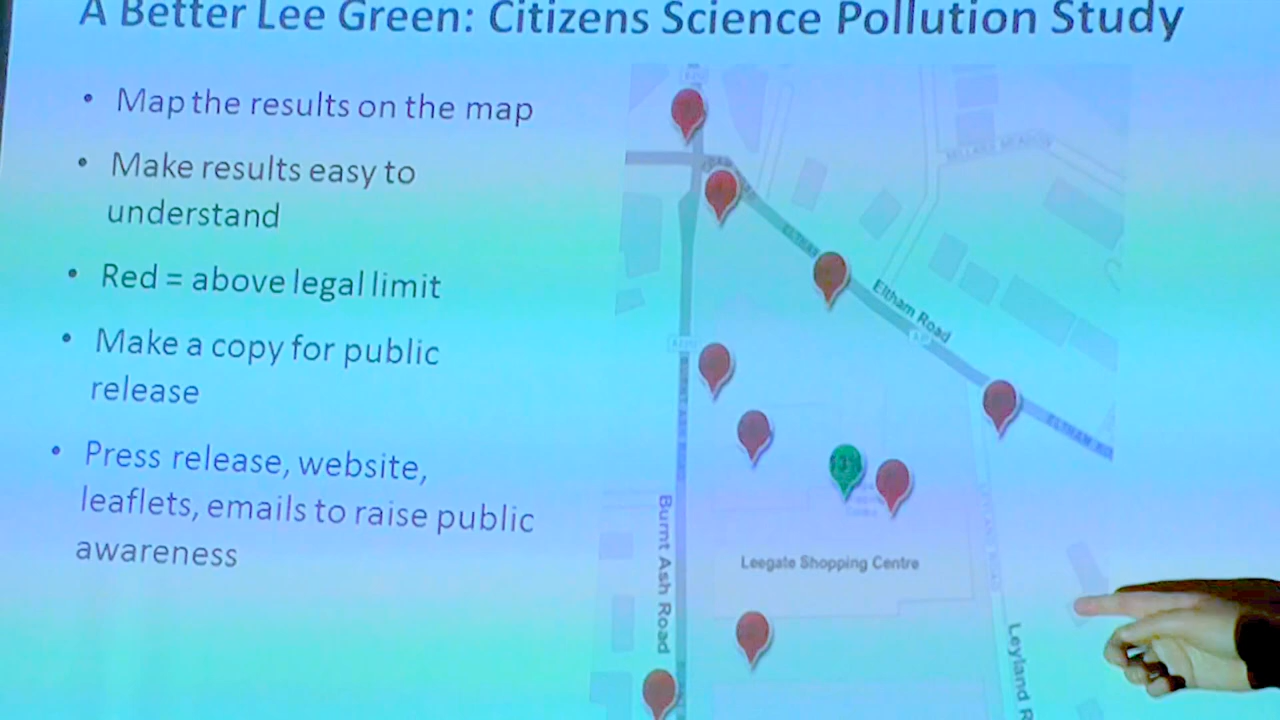 A Better Lee Green: Citizens Science Pollution Study
• Map the results on the map
• Make results easy to
understand
• Red = above legal limit
• Make a copy for public
release
• Press release, website,
leaflets, emails to raise public
awareness
Eltham Road
ELTHAM
Burnt Ash Road
Leegate Shopping Centre
Leyland R